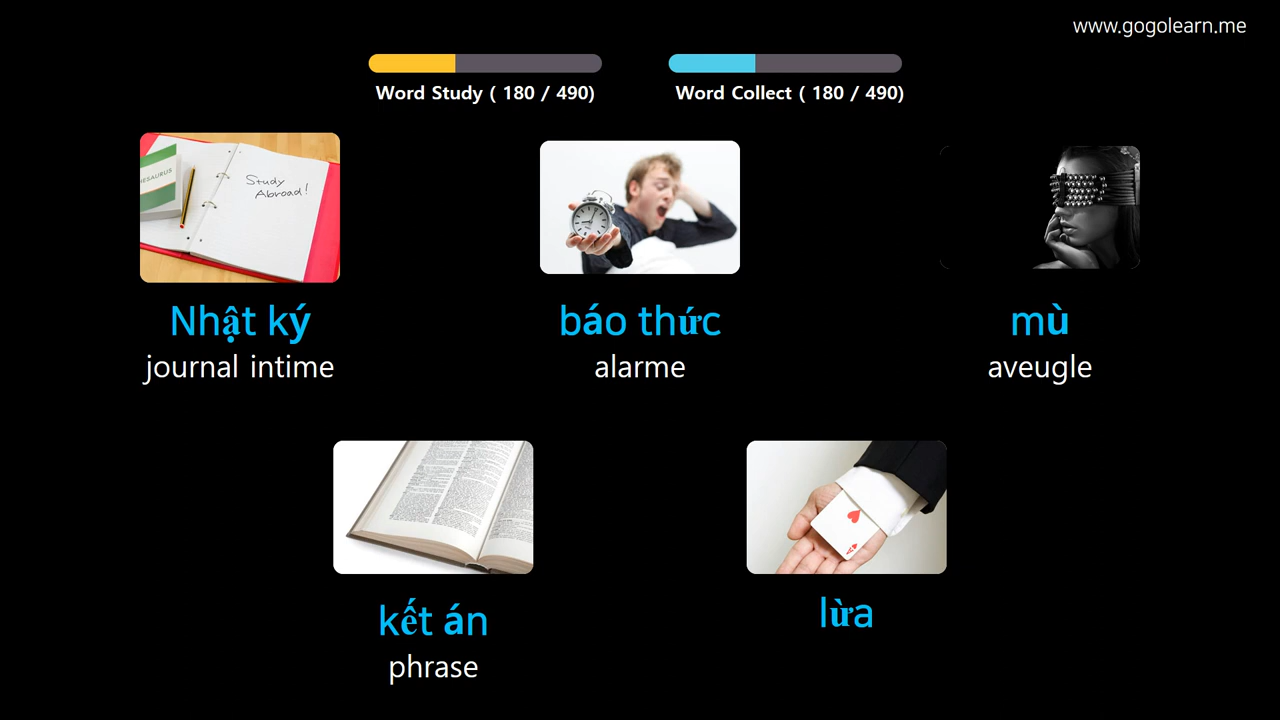 www.gogolearn.me
Word Study ( 180 / 490)
Word Collect ( 180 / 490)
THESAURUS
Study
Abroad!
Nhật ký
báo thức
mù
journal intime
alarme
aveugle
A
kết án
lừa
phrase